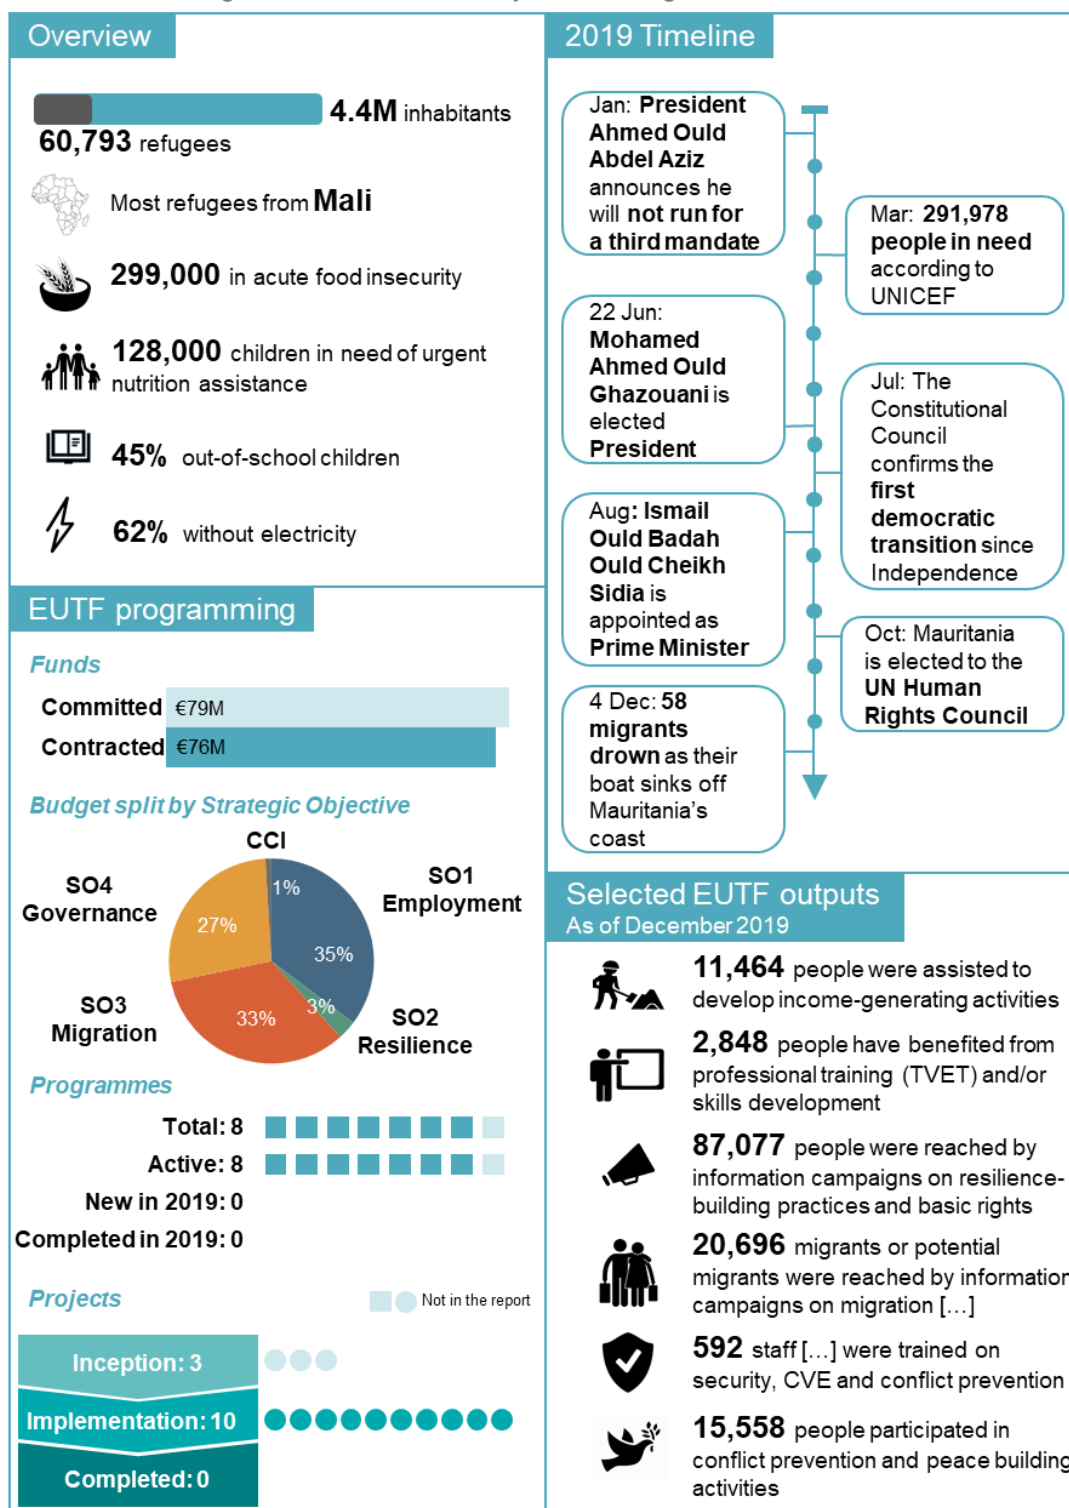 Overview
4.4M inhabitants
60,793 refugees
Most refugees from Mali
299,000 in acute food insecurity
128,000 children in need of urgent
nutrition assistance
45% out-of-school children
62% without electricity
EUTF programming
Funds
Committed €79M
Contracted €76M
Budget split by Strategic Objective
CCI
1%
SO1
Employment
35%
SO4
Governance
27%
SO3
Migration
33%
3%
SO2
Resilience
Programmes
Total: 8
Active: 8
New in 2019: 0
Completed in 2019: 0
Projects
Not in the report
Inception: 3
Implementation: 10
Completed: 0
2019 Timeline
Jan: President
Ahmed Ould
Abdel Aziz
announces he
will not run for
a third mandate
Mar: 291,978
people in need
according to
UNICEF
22 Jun:
Mohamed
Ahmed Ould
Ghazouani is
elected
President
Jul: The
Constitutional
Council
confirms the
first
democratic
transition since
Independence
Aug: Ismail
Ould Badah
Ould Cheikh
Sidia is
appointed as
Prime Minister
Oct: Mauritania
is elected to the
UN Human
Rights Council
4 Dec: 58
migrants
drown as their
boat sinks off
Mauritania's
coast
Selected EUTF outputs
As of December 2019
11,464 people were assisted to
develop income-generating activities
2,848 people have benefited from
professional training (TVET) and/or
skills development
87,077 people were reached by
information campaigns on resilience-
building practices and basic rights
20,696 migrants or potential
migrants were reached by information
campaigns on migration [...]
592 staff [...] were trained on
security, CVE and conflict prevention
15,558 people participated in
conflict prevention and peace building
activities